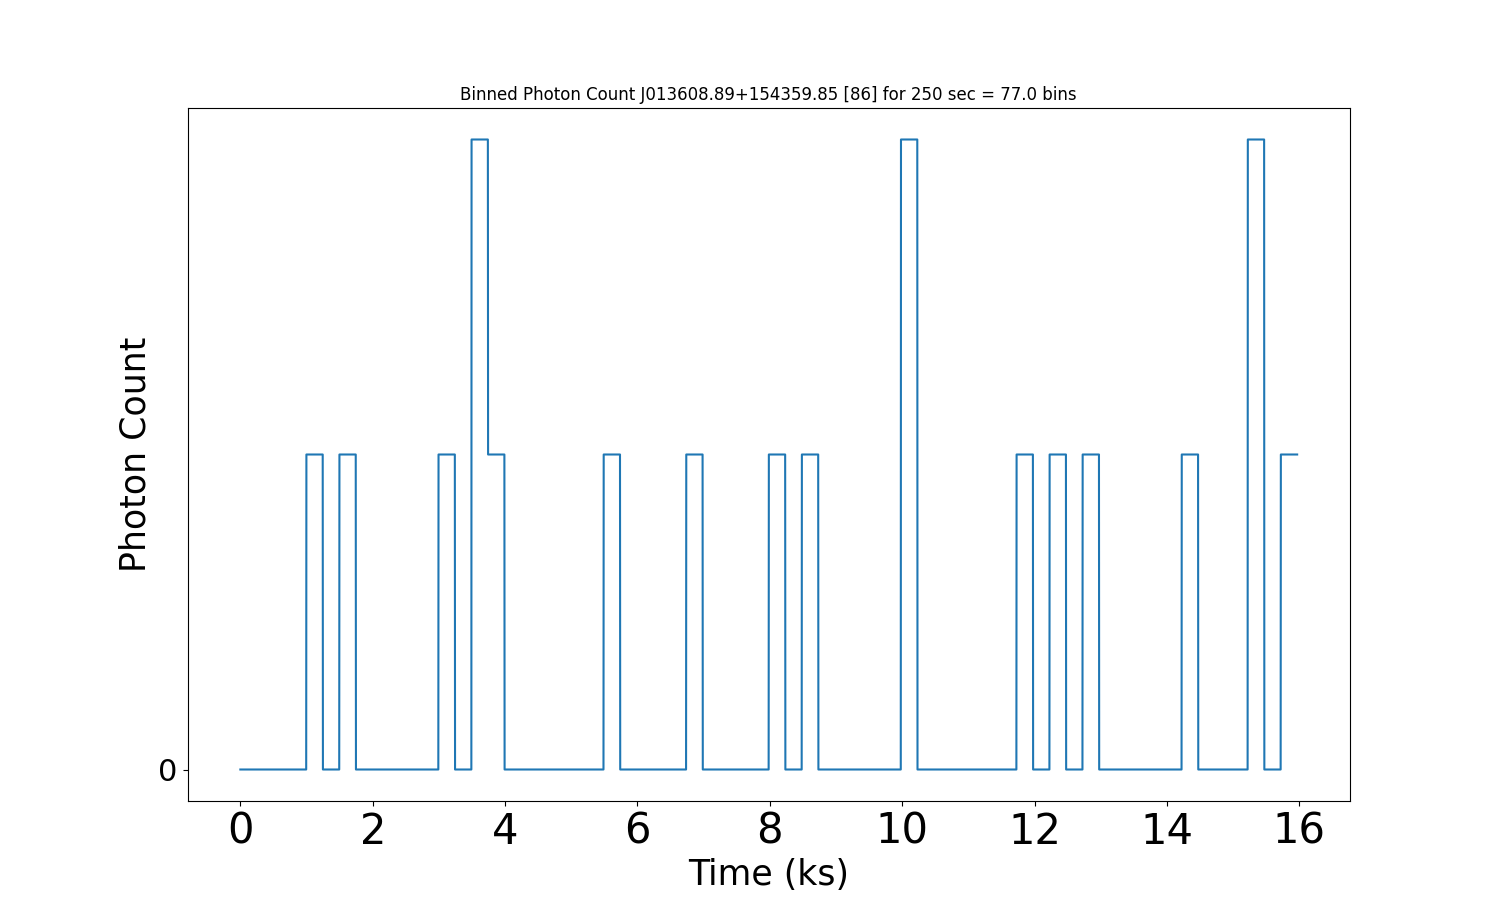 Binned Photon Count J013608.89+154359.85 [86] for 250 sec = 77.0 bins
Photon Count
0
0 2 4 6 8 10 12 14 16
Time (ks)